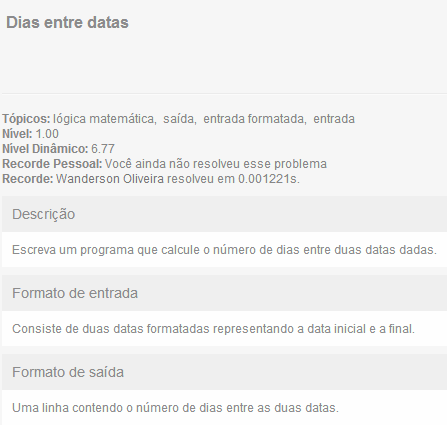 Dias entre datas
Tópicos: lógica matemática, saída, entrada formatada, entrada
Nível: 1.00
Nível Dinâmico: 6.77
Recorde Pessoal: Você ainda não resolveu esse problema
Recorde: Wanderson Oliveira resolveu em 0.001221s.
Descrição
Escreva um programa que calcule o número de dias entre duas datas dadas.
Formato de entrada
Consiste de duas datas formatadas representando a data inicial e a final.
Formato de saída
Uma linha contendo o número de dias entre as duas datas.